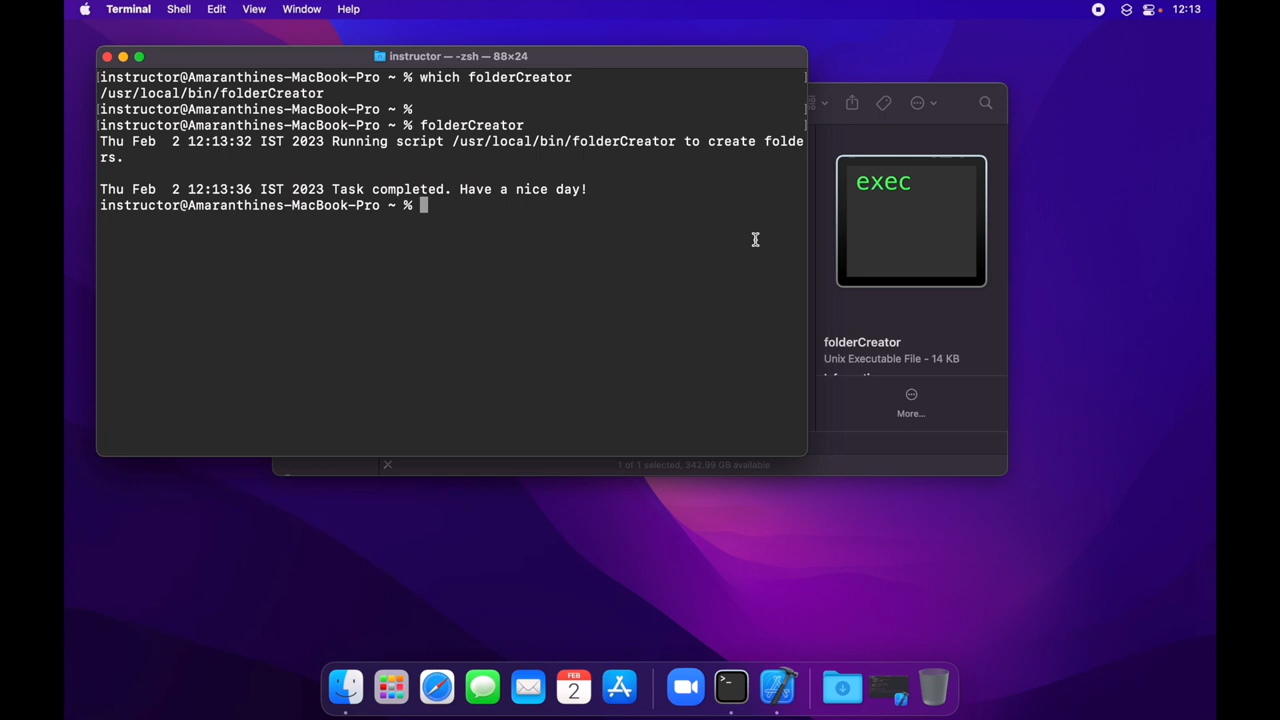 Terminal Shell Edit View Window Help 12:13
instructor — -zsh — 88×24
instructor@Amaranthines-MacBook-Pro ~ % which folderCreator
/usr/local/bin/folderCreator
instructor@Amaranthines-MacBook-Pro ~ %
instructor@Amaranthines-MacBook-Pro ~ % folderCreator
Thu Feb  2 12:13:32 IST 2023 Running script /usr/local/bin/folderCreator to create folde
rs.
Thu Feb  2 12:13:36 IST 2023 Task completed. Have a nice day!
instructor@Amaranthines-MacBook-Pro ~ %
exec
folderCreator
Unix Executable File - 14 KB
More...
1 of 1 selected, 342.99 GB available
FEB
2